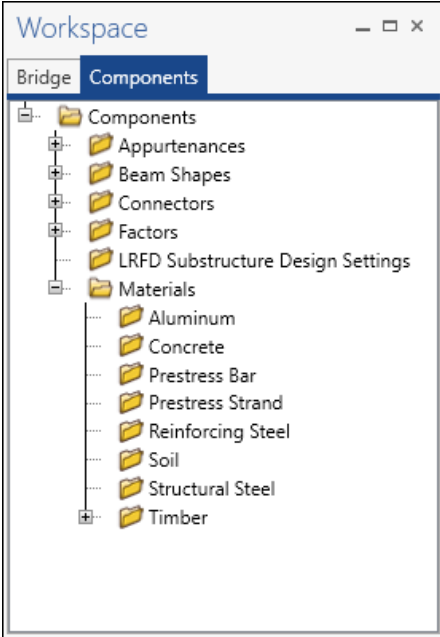 Workspace
Bridge Components
Components
Appurtenances
Beam Shapes
Connectors
Factors
LRFD Substructure Design Settings
Materials
Aluminum
Concrete
Prestress Bar
Prestress Strand
Reinforcing Steel
Soil
Structural Steel
Timber